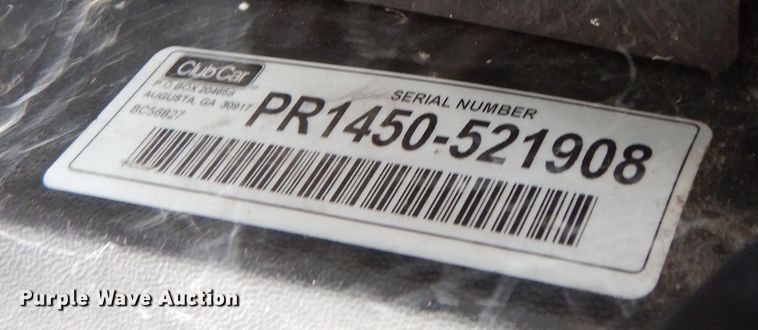 Club Car
P.O BOX 204658
AUGUSTA, GA 30917
BC56827
SERIAL NUMBER
PR1450-521908
Purple Wave Auction